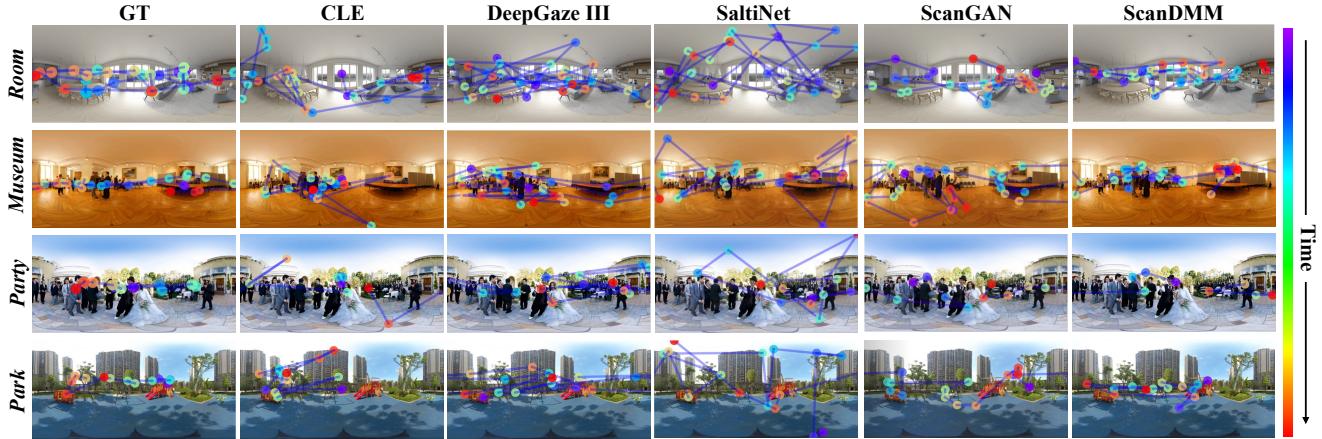 GT CLE DeepGaze III SaltiNet ScanGAN ScanDMM
Room
Museum
Party
Park
Time